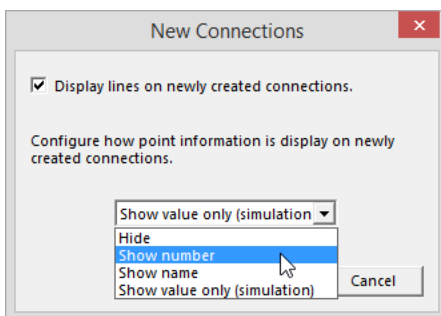 New Connections
Display lines on newly created connections.
Configure how point information is display on newly
created connections.
Show value only (simulation
Hide
Show number
Show name
Show value only (simulation)
Cancel